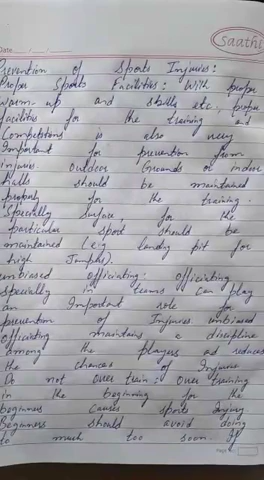 Saathi
Date
Prevention of Sports Injuries:
Proper Sports Facilities: With proper
warm up and skills etc, proper
facilities for the training and
Competitions is also very
Important for prevention from
injuries. Outdoor Grounds or indoor
Halls should be maintained
properly for the training.
Specially Surface, for the
particular sport should be
maintained (e.g landig pit for
high Jumps).
unbiased officiating: officiating
specially in teams can play
an Important role for
prevention of Injuries unbiased
officiating maintains a discipline
among the players ad reduces
the chances of Injuries
Do not over train: over training
in the beginning for the
beginners causes sports Injury
Beginners should avoid doing
to much too soon. If